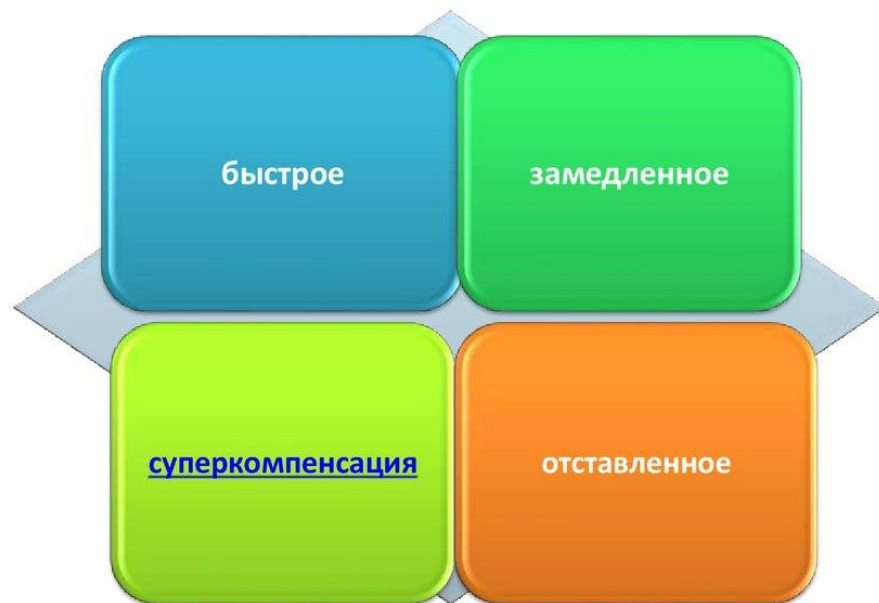 быстрое
замедленное
суперкомпенсация
отставленное